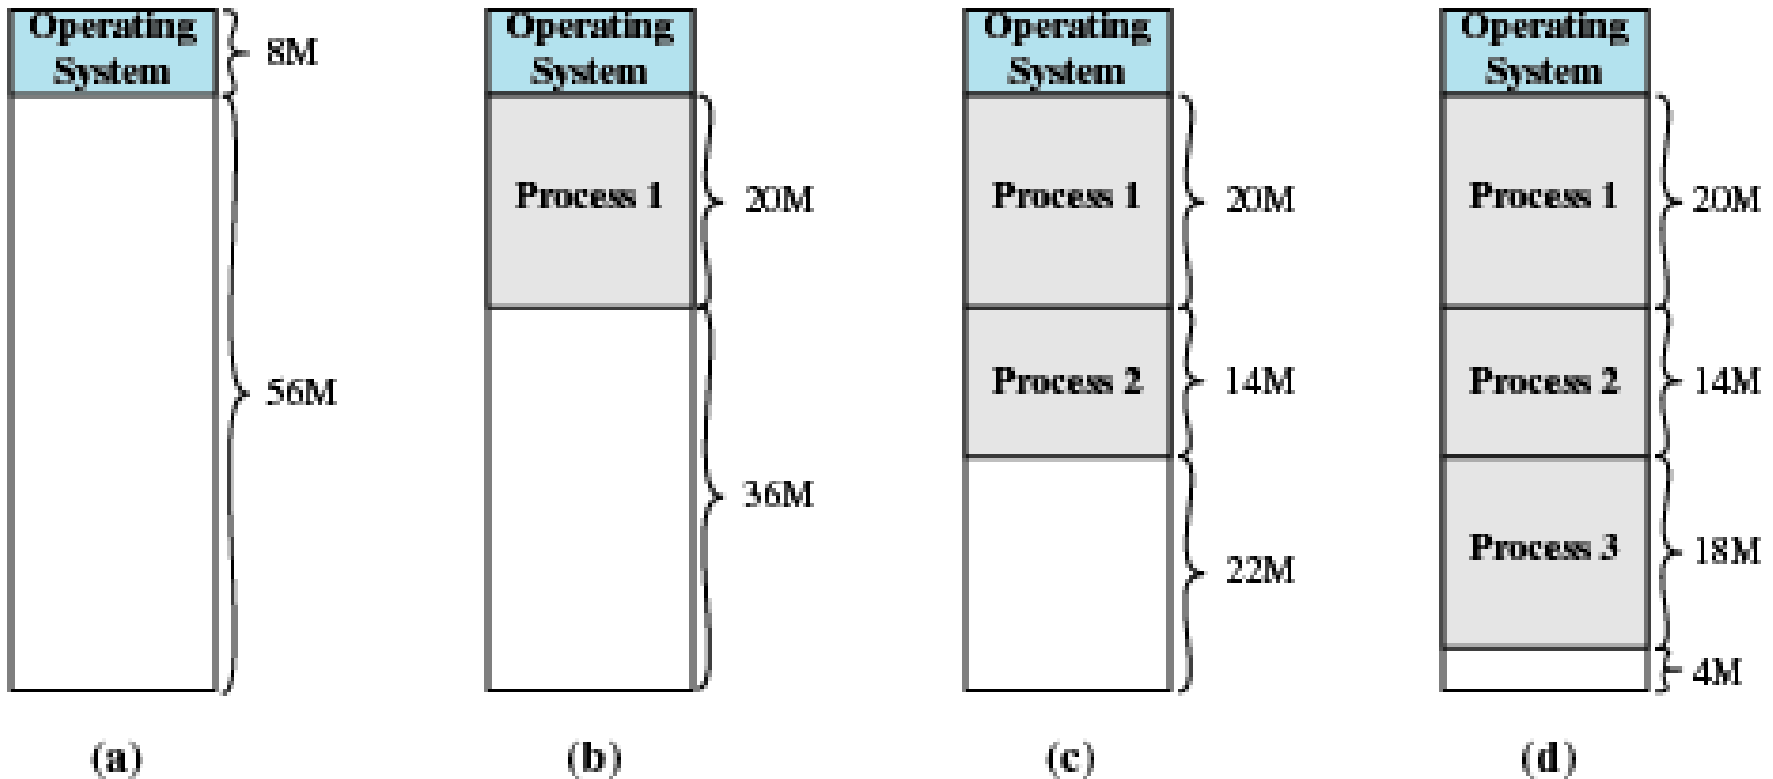 Operating
System
8M
56M
(a)
Operating
System
Process 1
20M
36M
(b)
Operating
System
Process 1
20M
Process 2
14M
22M
(c)
Operating
System
Process 1
20M
Process 2
14M
Process 3
18M
4M
(d)